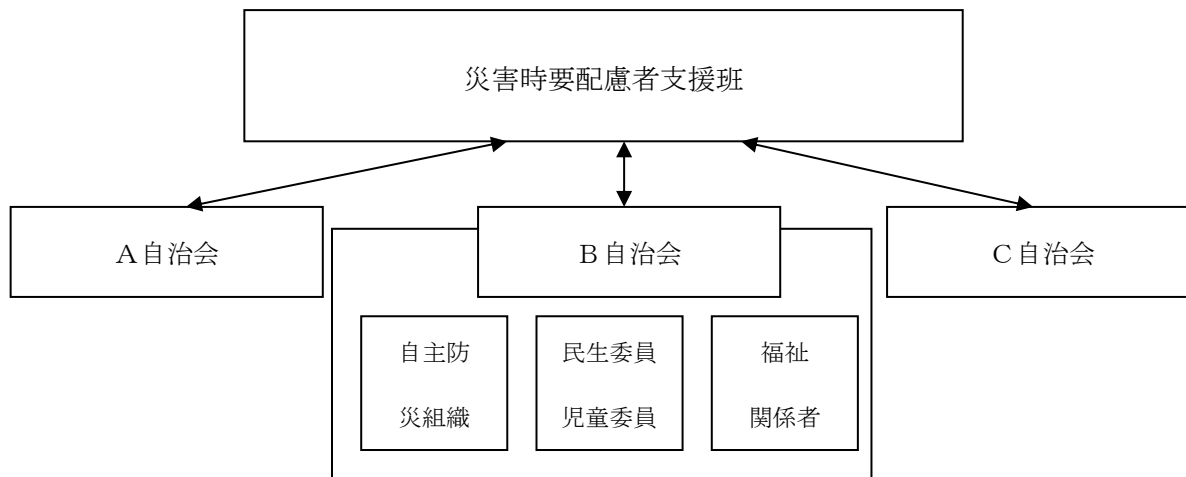 災害時要配慮者支援班
A自治会
B自治会
C自治会
自主防
災組織
民生委員
児童委員
福祉
関係者